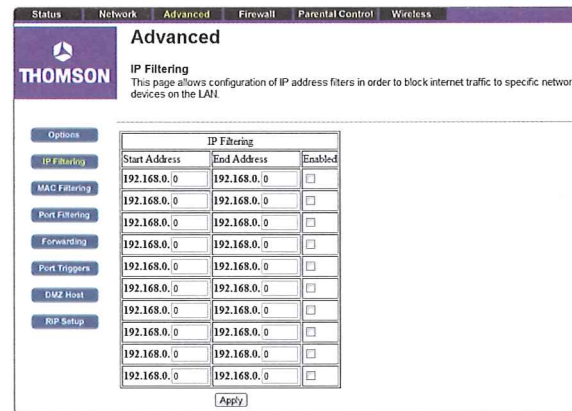 Status Network Advanced Firewall Parental Control Wireless
THOMSON
Advanced
IP Filtering
This page allows configuration of IP address filters in order to block internet traffic to specific networ
devices on the LAN.
Options
IP Filtering
MAC Filtering
Port Filtering
Forwarding
Port Triggers
DMZ Host
RIP Setup
IP Filtering
Start Address End Address Enabled
192.168.0. 0 192.168.0. 0
192.168.0. 0 192.168.0. 0
192.168.0. 0 192.168.0. 0
192.168.0. 0 192.168.0. 0
192.168.0. 0 192.168.0. 0
192.168.0. 0 192.168.0. 0
192.168.0. 0 192.168.0. 0
192.168.0. 0 192.168.0. 0
192.168.0. 0 192.168.0. 0
192.168.0. 0 192.168.0. 0
Apply